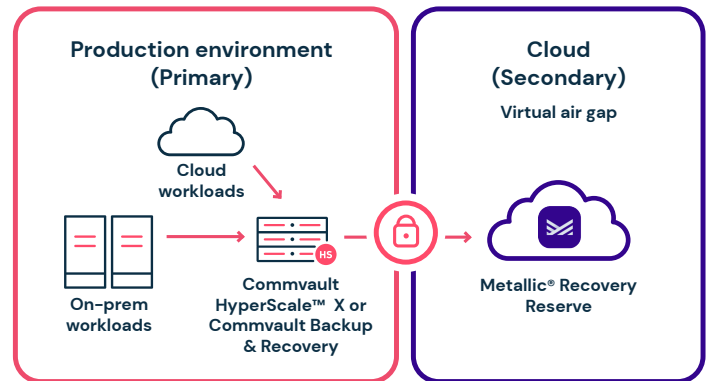 Production environment
(Primary)
Cloud
workloads
On-prem
workloads
HS
Commvault
HyperScale™ X or
Commvault Backup
& Recovery
Cloud
(Secondary)
Virtual air gap
Metallic® Recovery
Reserve